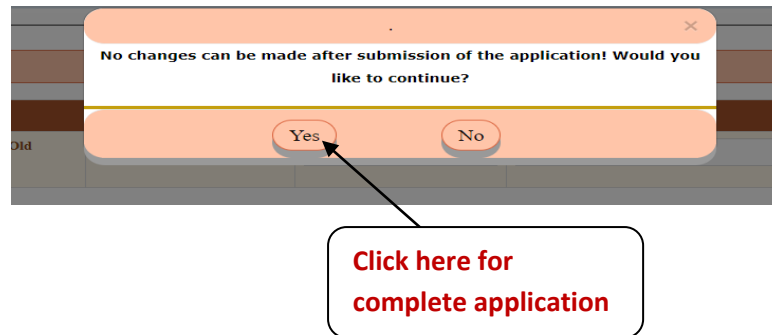 .
×
No changes can be made after submission of the application! Would you
like to continue?
Yes No
Old
Click here for
complete application